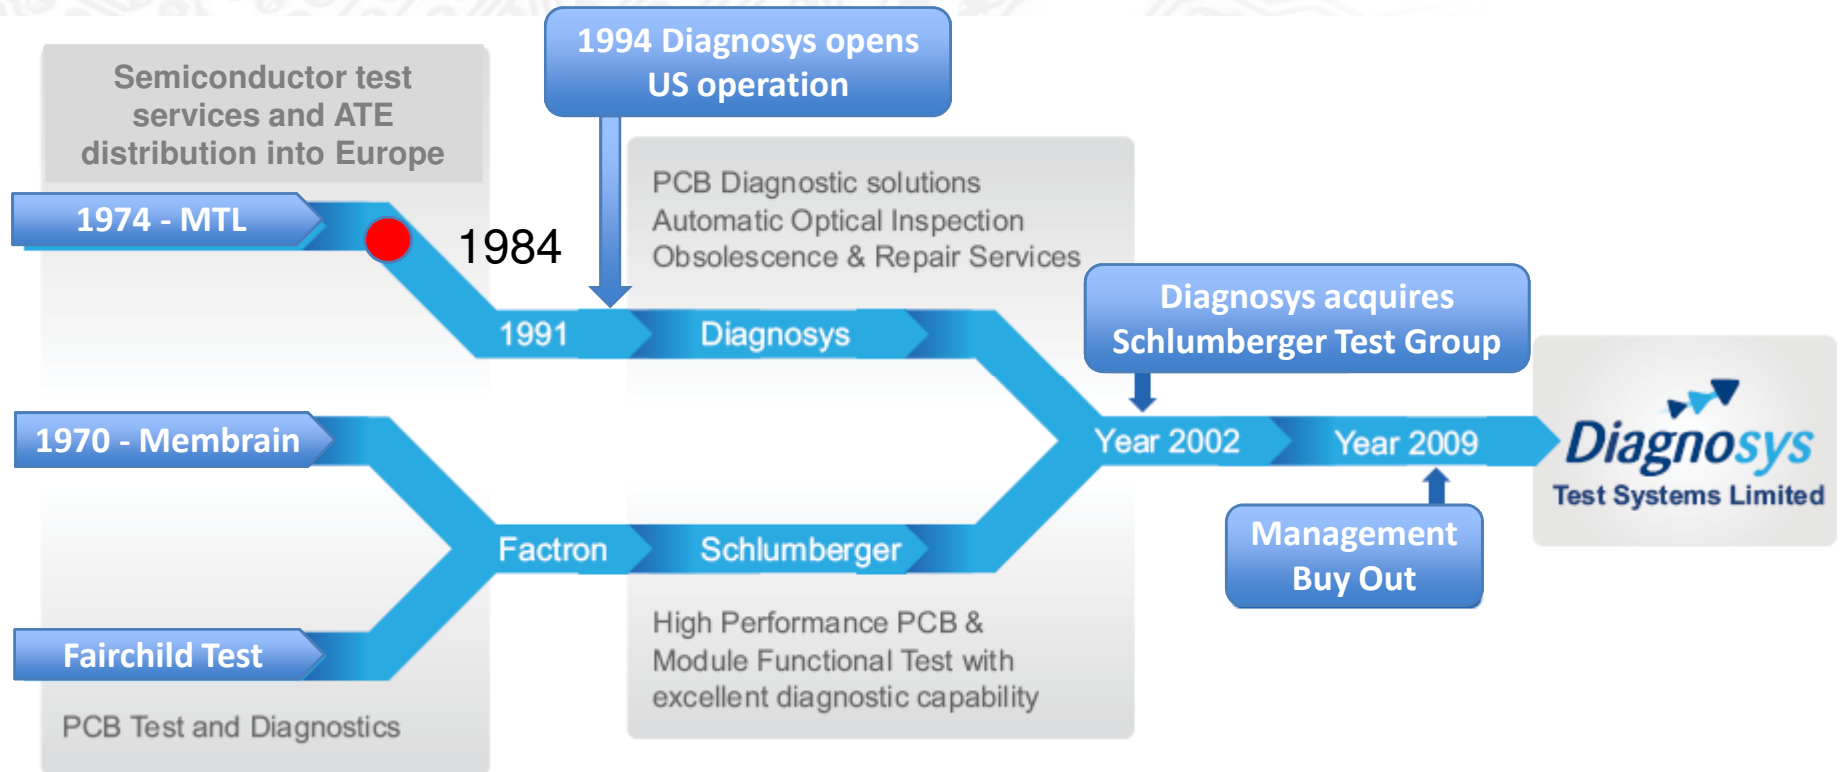 1994 Diagnosys opens
US operation
Semiconductor test
services and ATE
distribution into Europe
1974 - MTL
1984
PCB Diagnostic solutions
Automatic Optical Inspection
Obsolescence & Repair Services
1991
Diagnosys
Diagnosys acquires
Schlumberger Test Group
1970 - Membrain
Year 2002
Year 2009
Diagnosys
Test Systems Limited
Factron
Schlumberger
Management
Buy Out
Fairchild Test
PCB Test and Diagnostics
High Performance PCB &
Module Functional Test with
excellent diagnostic capability